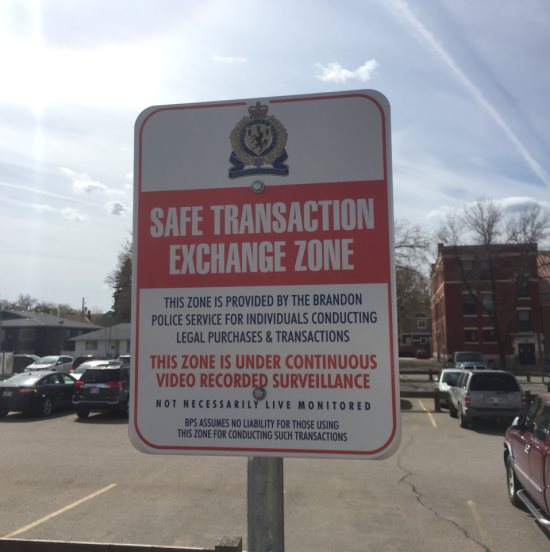 SAFE TRANSACTION
EXCHANGE ZONE
THIS ZONE IS PROVIDED BY THE BRANDON
POLICE SERVICE FOR INDIVIDUALS CONDUCTING
LEGAL PURCHASES & TRANSACTIONS
THIS ZONE IS UNDER CONTINUOUS
VIDEO RECORDED SURVEILLANCE
NOT NECESSARILY LIVE MONITORED
BPS ASSUMES NO LIABILITY FOR THOSE USING
THIS ZONE FOR CONDUCTING SUCH TRANSACTIONS